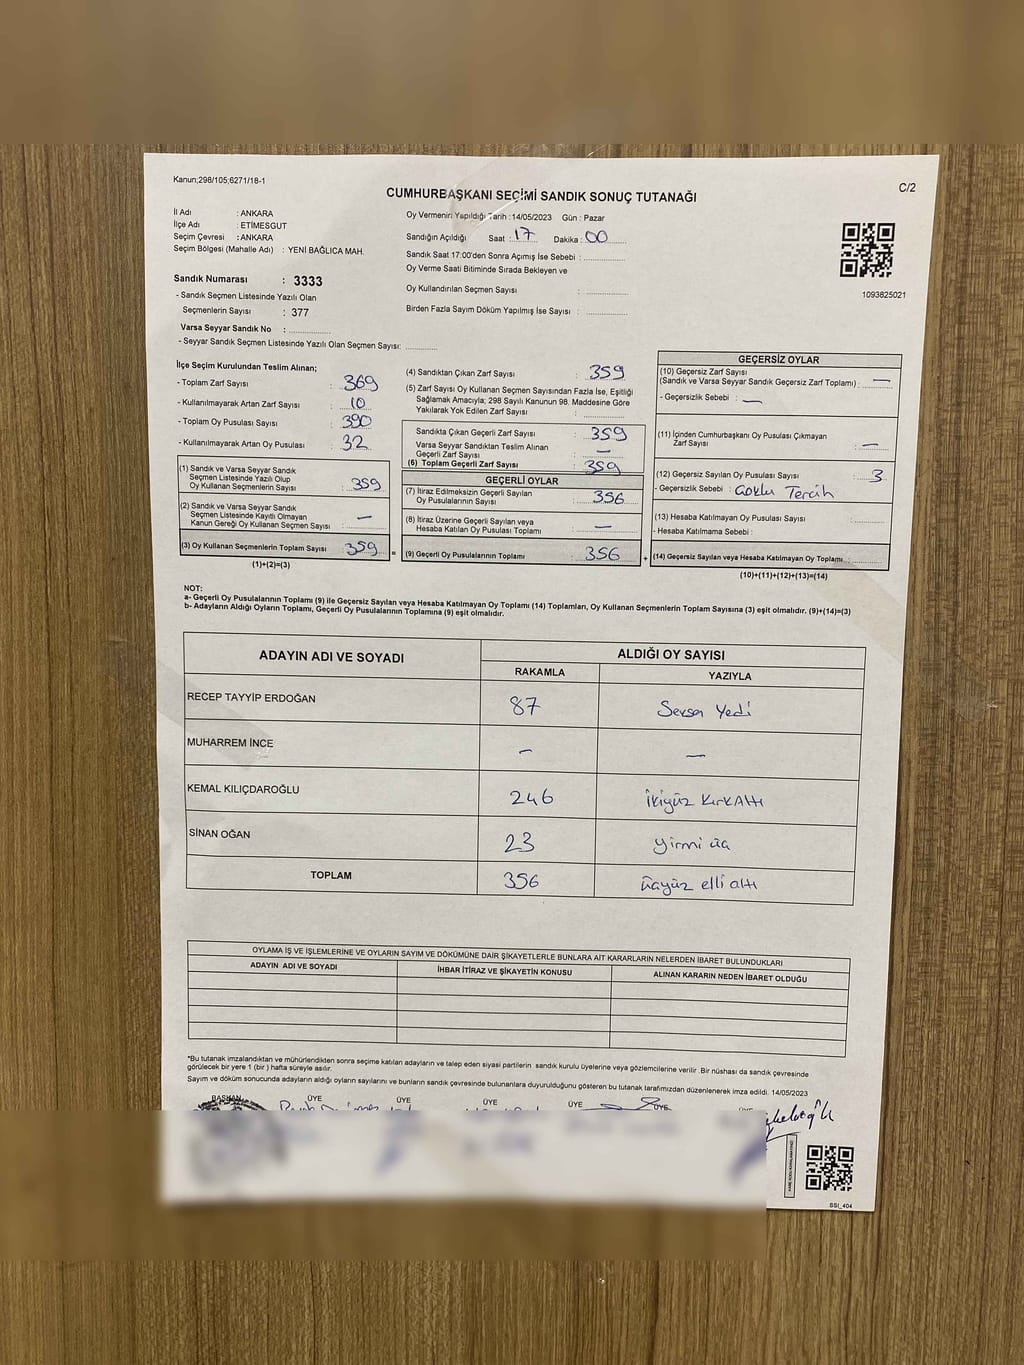 Kanun;298/105;6271/18-1
C/2
CUMHURBAŞKANI SEÇİMİ SANDIK SONUÇ TUTANAĞI
İl Adı : ANKARA
İlçe Adı : ETİMESGUT
Seçim Çevresi : ANKARA
Seçim Bölgesi (Mahalle Adı) : YENİ BAĞLICA MAH.
Oy Vermenin Yapıldığı Tarih :14/05/2023 Gün : Pazar
Sandığın Açıldığı Saat : 17 Dakika : 00
Sandık Saat 17:00'den Sonra Açımış İse Sebebi :
Oy Verme Saati Bitiminde Sırada Bekleyen ve
Oy Kullandırılan Seçmen Sayısı :
Birden Fazla Sayım Döküm Yapılmış İse Sayısı :
1093825021
Sandık Numarası : 3333
- Sandık Seçmen Listesinde Yazılı Olan
Seçmenlerin Sayısı : 377
Varsa Seyyar Sandık No :
- Seyyar Sandık Seçmen Listesinde Yazılı Olan Seçmen Sayısı:
İlçe Seçim Kurulundan Teslim Alınan;
- Toplam Zarf Sayısı : 369
- Kullanılmayarak Artan Zarf Sayısı : 10
- Toplam Oy Pusulası Sayısı : 390
- Kullanılmayarak Artan Oy Pusulası : 32
(1) Sandık ve Varsa Seyyar Sandık
Seçmen Listesinde Yazılı Olup
Oy Kullanan Seçmenlerin Sayısı : 359
(2) Sandık ve Varsa Seyyar Sandık
Seçmen Listesinde Kayıtlı Olmayan
Kanun Gereği Oy Kullanan Seçmen Sayısı : —
(3) Oy Kullanan Seçmenlerin Toplam Sayısı : 359 =
(1)+(2)=(3)
(4) Sandıktan Çıkan Zarf Sayısı : 359
(5) Zarf Sayısı Oy Kullanan Seçmen Sayısından Fazla İse, Eşitliği
Sağlamak Amacıyla; 298 Sayılı Kanunun 98. Maddesine Göre
Yakılarak Yok Edilen Zarf Sayısı :
Sandıkta Çıkan Geçerli Zarf Sayısı : 359
Varsa Seyyar Sandıktan Teslim Alınan
Geçerli Zarf Sayısı : —
(6) Toplam Geçerli Zarf Sayısı : 359
GEÇERLİ OYLAR
(7) İtiraz Edilmeksizin Geçerli Sayılan
Oy Pusulalarının Sayısı : 356
(8) İtiraz Üzerine Geçerli Sayılan veya
Hesaba Katılan Oy Pusulası Toplamı : —
(9) Geçerli Oy Pusulalarının Toplamı : 356 +
GEÇERSİZ OYLAR
(10) Geçersiz Zarf Sayısı
(Sandık ve Varsa Seyyar Sandık Geçersiz Zarf Toplamı) : —
- Geçersizlik Sebebi : —
(11) İçinden Cumhurbaşkanı Oy Pusulası Çıkmayan
Zarf Sayısı : —
(12) Geçersiz Sayılan Oy Pusulası Sayısı : 3
- Geçersizlik Sebebi : Çoklu Tercih
(13) Hesaba Katılmayan Oy Pusulası Sayısı :
- Hesaba Katılmama Sebebi :
(14) Geçersiz Sayılan veya Hesaba Katılmayan Oy Toplamı :
(10)+(11)+(12)+(13)=(14)
NOT:
a- Geçerli Oy Pusulalarının Toplamı (9) ile Geçersiz Sayılan veya Hesaba Katılmayan Oy Toplamı (14) Toplamları, Oy Kullanan Seçmenlerin Toplam Sayısına (3) eşit olmalıdır. (9)+(14)=(3)
b- Adayların Aldığı Oyların Toplamı, Geçerli Oy Pusulalarının Toplamına (9) eşit olmalıdır.
ADAYIN ADI VE SOYADI
ALDIĞI OY SAYISI
RAKAMLA YAZIYLA
RECEP TAYYİP ERDOĞAN 87 Seksen Yedi
MUHARREM İNCE — —
KEMAL KILIÇDAROĞLU 246 ikiyüz KırkAltı
SİNAN OĞAN 23 yirmi üç
TOPLAM 356 üçyüz elli altı
OYLAMA İŞ VE İŞLEMLERİNE VE OYLARIN SAYIM VE DÖKÜMÜNE DAİR ŞİKAYETLERLE BUNLARA AİT KARARLARIN NELERDEN İBARET BULUNDUKLARI
ADAYIN ADI VE SOYADI İHBAR İTİRAZ VE ŞİKAYETİN KONUSU ALINAN KARARIN NEDEN İBARET OLDUĞU
*Bu tutanak imzalandıktan ve mühürlendikten sonra seçime katılan adayların ve talep eden siyasi partilerin sandık kurulu üyelerine veya gözlemcilerine verilir .Bir nüshası da sandık çevresinde
görülecek bir yere 1 (bir ) hafta süreyle asılır.
Sayım ve döküm sonucunda adayların aldığı oyların sayılarını ve bunların sandık çevresinde bulunanlara duyurulduğunu gösteren bu tutanak tarafımızdan düzenlenerek imza edildi. 14/05/2023
BAŞKAN ÜYE ÜYE ÜYE ÜYE ÜYE
SSI_404